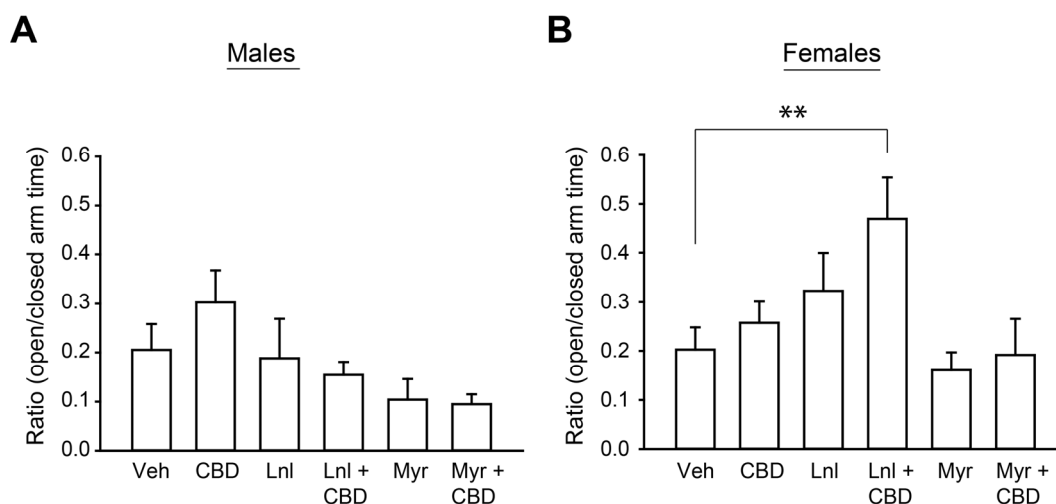 A
Males
Ratio (open/closed arm time)
0.6
0.5
0.4
0.3
0.2
0.1
0.0
Veh
CBD
Lnl
Lnl +
CBD
Myr
Myr +
CBD
B
Females
**
Ratio (open/closed arm time)
0.6
0.5
0.4
0.3
0.2
0.1
0.0
Veh
CBD
Lnl
Lnl +
CBD
Myr
Myr +
CBD